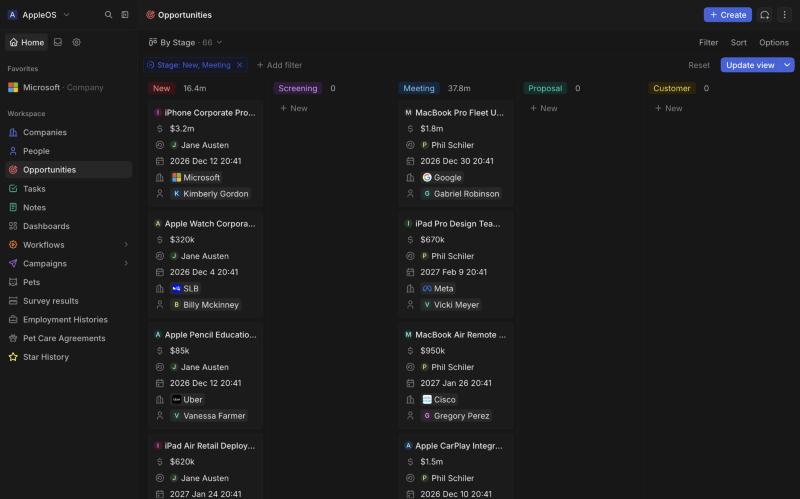 AppleOS
Opportunities
Create
Home
By Stage · 66
Filter
Sort
Options
Stage: New, Meeting
Add filter
Reset
Update view
Favorites
Microsoft · Company
Workspace
Companies
People
Opportunities
Tasks
Notes
Dashboards
Workflows
Campaigns
Pets
Survey results
Employment Histories
Pet Care Agreements
Star History
New 16.4m
I iPhone Corporate Pro...
$3.2m
J Jane Austen
2026 Dec 12 20:41
Microsoft
K Kimberly Gordon
A Apple Watch Corpora...
$320k
J Jane Austen
2026 Dec 4 20:41
SLB
B Billy Mckinney
A Apple Pencil Educatio...
$85k
J Jane Austen
2026 Dec 12 20:41
Uber
V Vanessa Farmer
I iPad Air Retail Deploy...
$620k
J Jane Austen
2027 Jan 24 20:41
Screening 0
New
Meeting 37.8m
M MacBook Pro Fleet U...
$1.8m
P Phil Schiler
2026 Dec 30 20:41
Google
G Gabriel Robinson
I iPad Pro Design Tea...
$670k
P Phil Schiler
2027 Feb 9 20:41
Meta
V Vicki Meyer
M MacBook Air Remote ...
$950k
P Phil Schiler
2027 Jan 26 20:41
Cisco
G Gregory Perez
A Apple CarPlay Integr...
$1.5m
P Phil Schiler
2026 Dec 10 20:41
Proposal 0
New
Customer 0
New